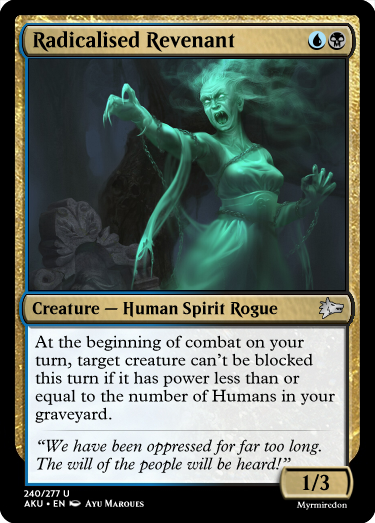 Radicalised Revenant
Creature — Human Spirit Rogue
At the beginning of combat on your
turn, target creature can't be blocked
this turn if it has power less than or
equal to the number of Humans in your
graveyard.
“We have been oppressed for far too long.
The will of the people will be heard!”
1/3
240/277 U
AKU • EN Ayu Marques
Myrmiredon